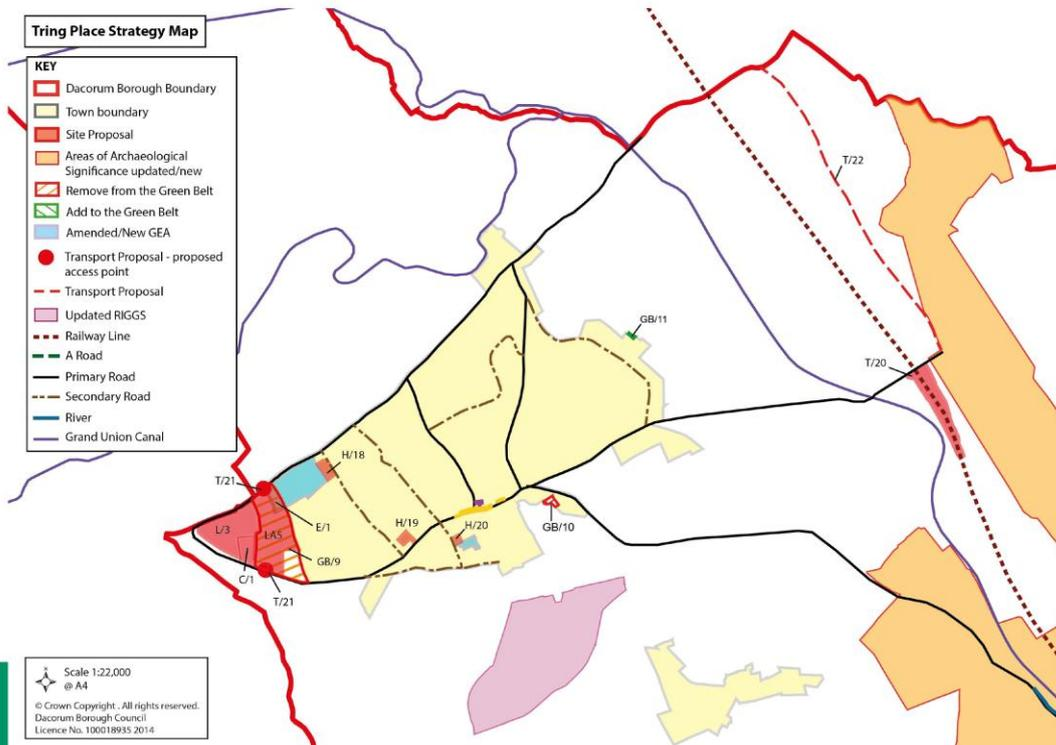 Tring Place Strategy Map
KEY
Dacorum Borough Boundary
Town boundary
Site Proposal
Areas of Archaeological
Significance updated/new
Remove from the Green Belt
Add to the Green Belt
Amended/New GEA
Transport Proposal - proposed
access point
Transport Proposal
Updated RIGGS
Railway Line
A Road
Primary Road
Secondary Road
River
Grand Union Canal
T/22
GB/11
T/20
H/18
T/21
E/1
L/3
LA5
H/19
H/20
GB/10
GB/9
C/1
T/21
N
Scale 1:22,000
@ A4
© Crown Copyright . All rights reserved.
Dacorum Borough Council
Licence No. 100018935 2014